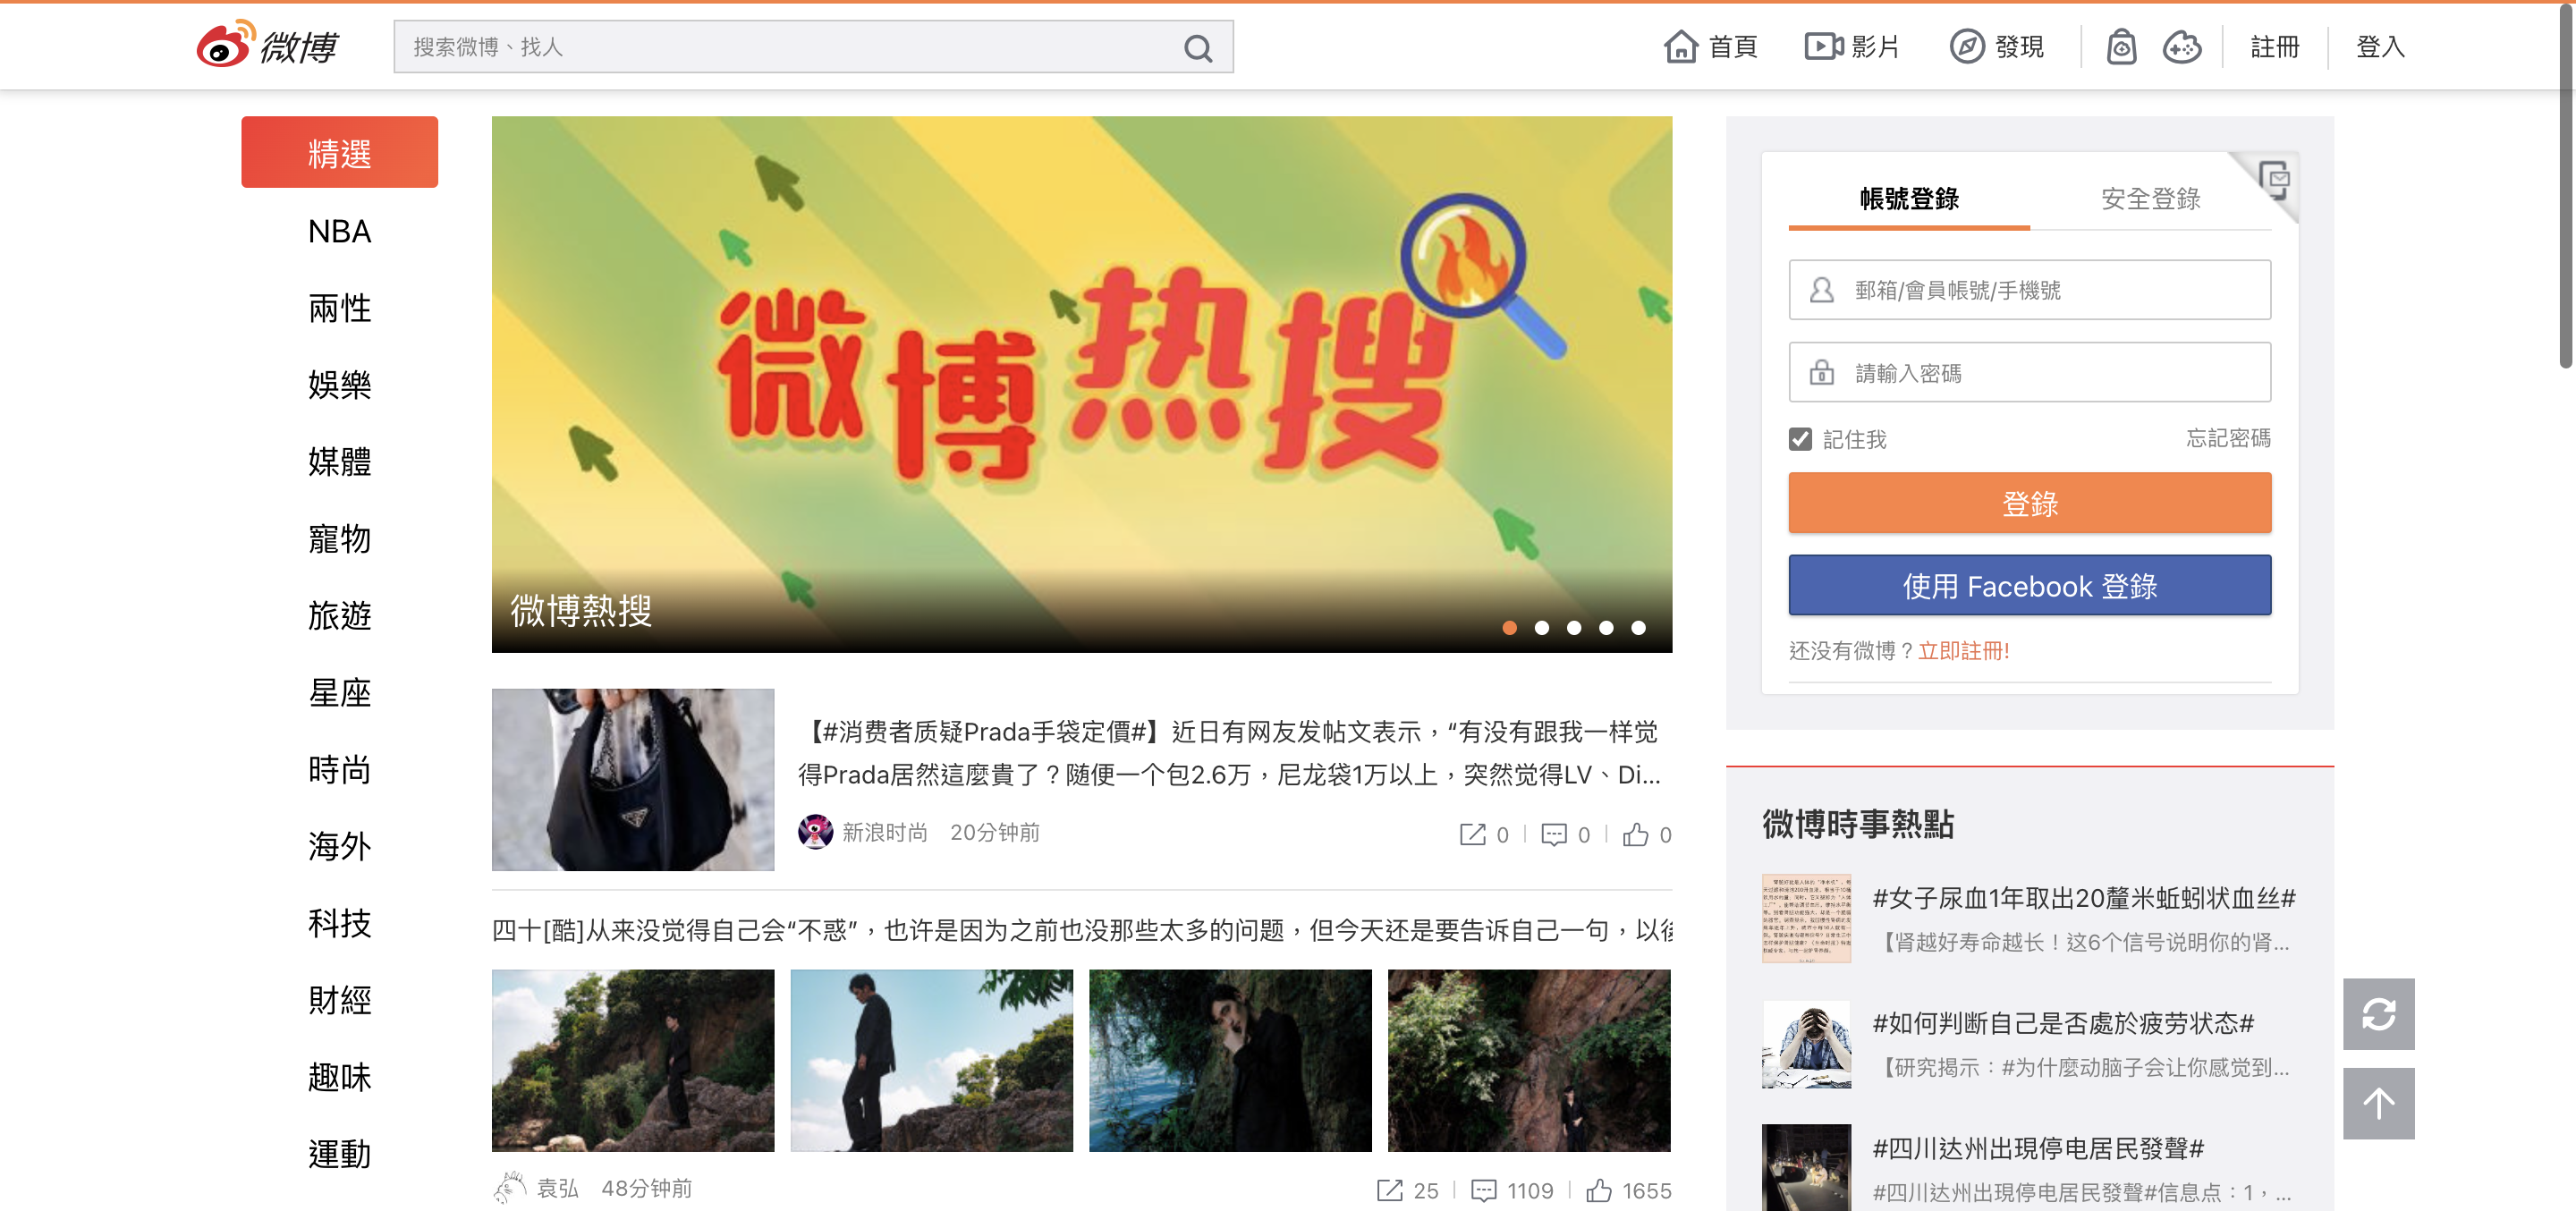 微博
搜索微博、找人
首頁
影片
發現
註冊
登入
精選
NBA
兩性
娛樂
媒體
寵物
旅遊
星座
時尚
海外
科技
財經
趣味
運動
微博热搜
微博熱搜
【#消费者质疑Prada手袋定價#】近日有网友发帖文表示，“有没有跟我一样觉
得Prada居然這麼貴了？随便一个包2.6万，尼龙袋1万以上，突然觉得LV、Di...
新浪时尚 20分钟前
0 0 0
四十[酷]从来没觉得自己会“不惑”，也许是因为之前也没那些太多的问题，但今天还是要告诉自己一句，以後
袁弘 48分钟前
25 1109 1655
帳號登錄
安全登錄
郵箱/會員帳號/手機號
請輸入密碼
記住我
忘記密碼
登錄
使用 Facebook 登錄
还没有微博？立即註冊!
微博時事熱點
#女子尿血1年取出20釐米蚯蚓状血丝#
【肾越好寿命越长！这6个信号说明你的肾...
#如何判断自己是否處於疲劳状态#
【研究揭示：#为什麼动脑子会让你感觉到...
#四川达州出現停电居民發聲#
#四川达州出現停电居民發聲#信息点：1，...